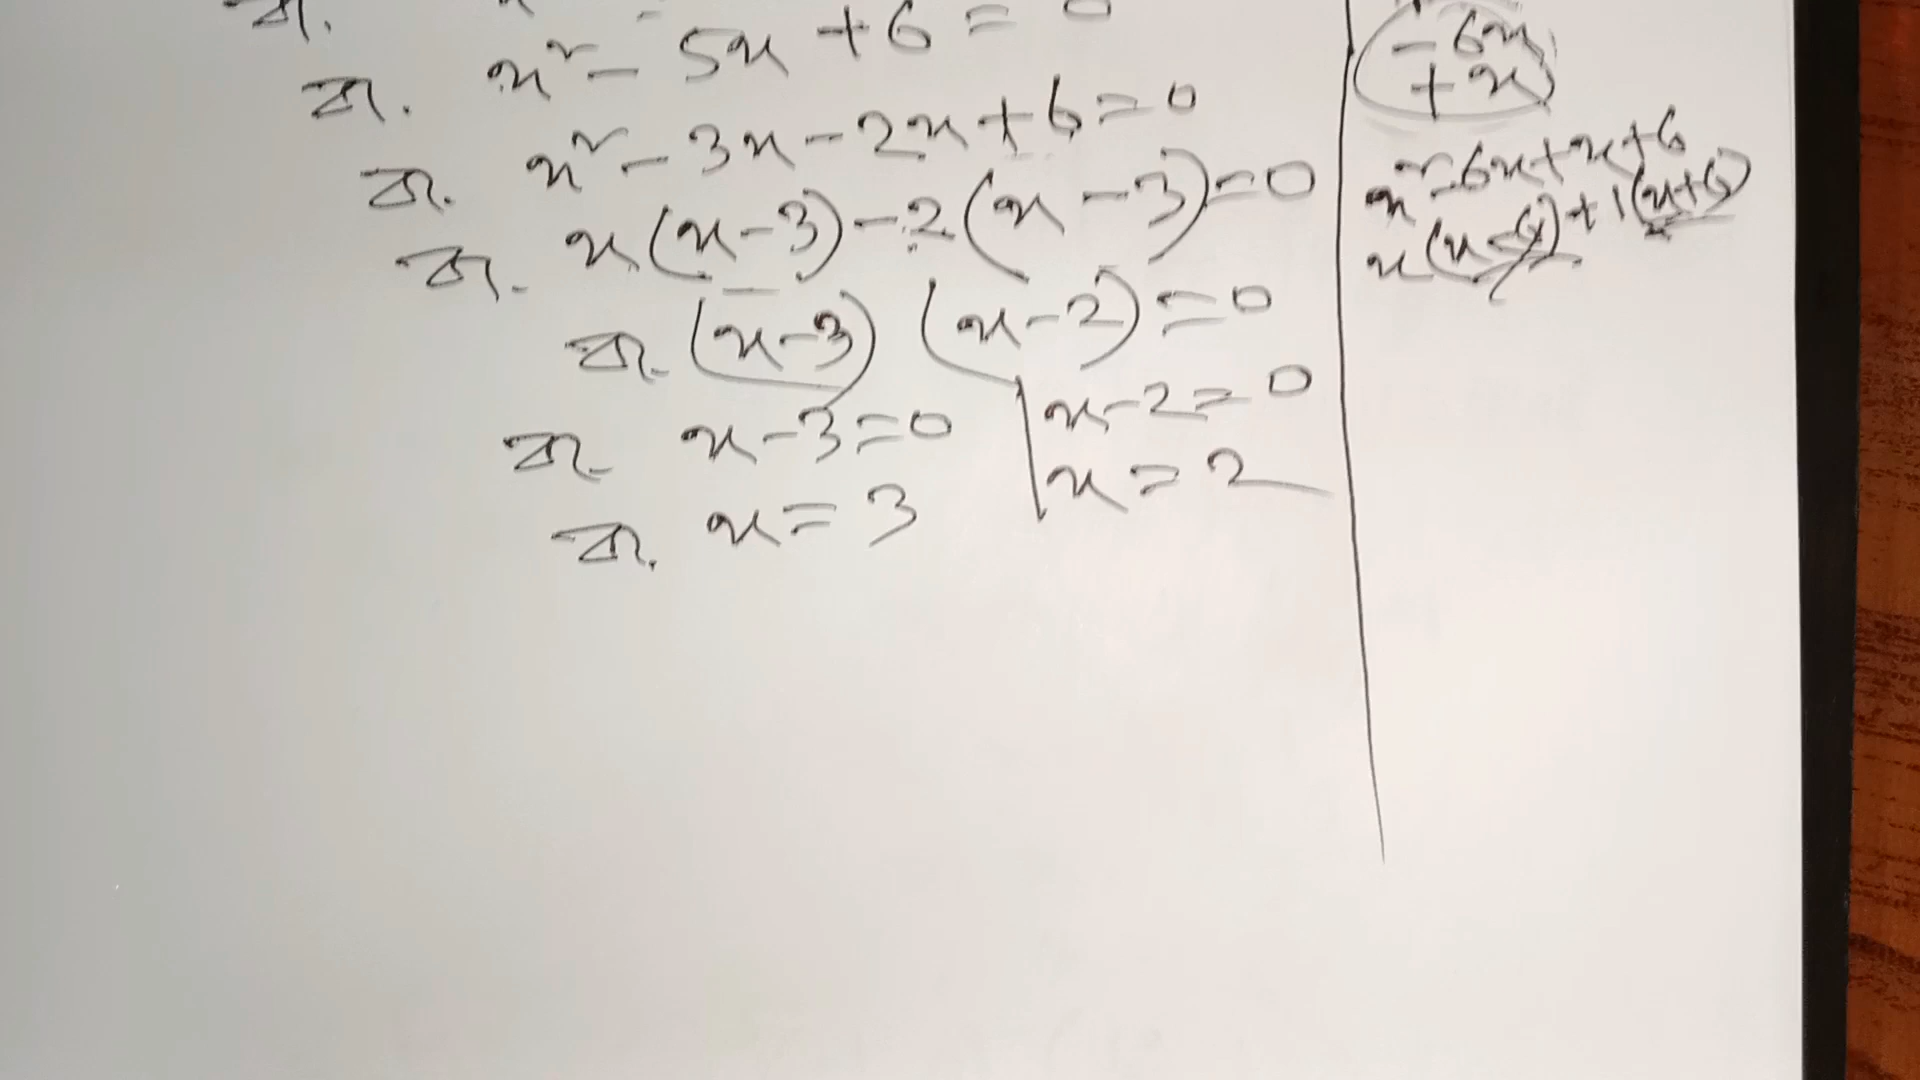 বা. x² - 5x + 6 = 0
বা. x² - 3x - 2x + 6 = 0
বা. x(x-3) - 2(x-3) = 0
বা. (x-3) (x-2) = 0
বা. x-3=0 | x-2=0
বা. x = 3 | x = 2
- 6x
+ x
x² - 6x + x + 6
x(x-6) + 1(x+6)